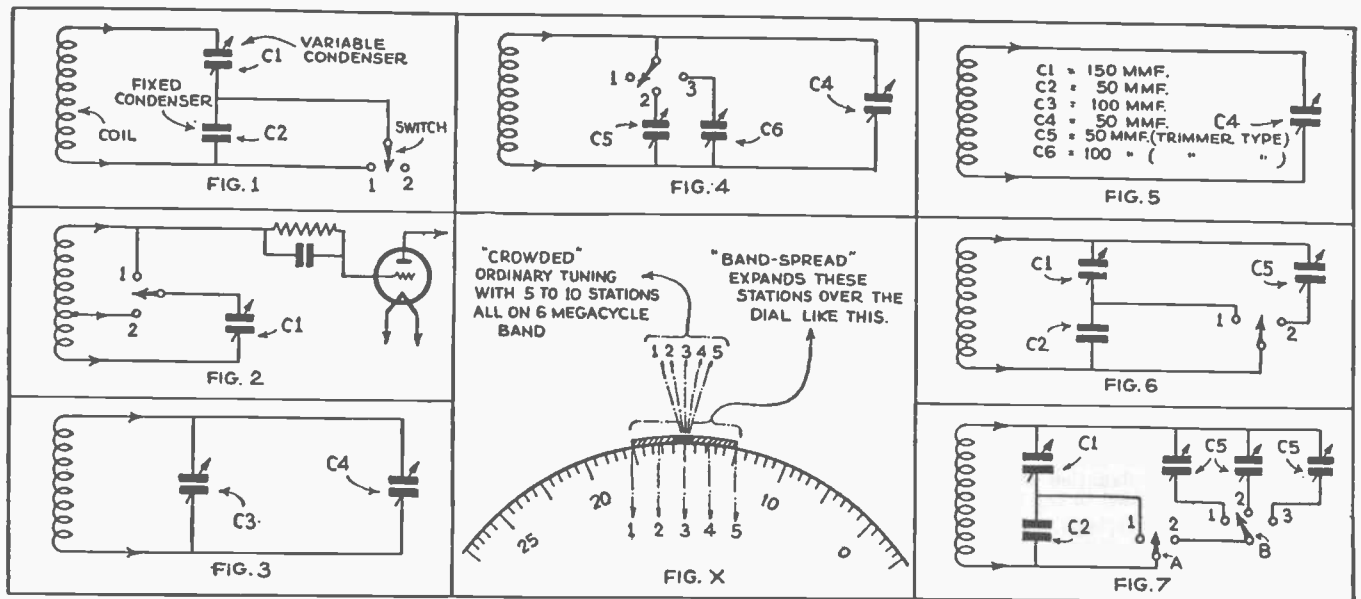 VARIABLE
CONDENSER
C1
FIXED
CONDENSER
COIL
C2
SWITCH
1 2
FIG. 1
1
2
C1
FIG. 2
C3
C4
FIG. 3
1
2
3
C5
C6
C4
FIG. 4
"CROWDED"
ORDINARY TUNING
WITH 5 TO 10 STATIONS
ALL ON 6 MEGACYCLE
BAND
"BAND-SPREAD"
EXPANDS THESE
STATIONS OVER THE
DIAL LIKE THIS.
1 2 3 4 5
25
20
10
0
1 2 3 4 5
FIG. X
C1 = 150 MMF.
C2 = 50 MMF.
C3 = 100 MMF.
C4 = 50 MMF.
C5 = 50 MMF. (TRIMMER TYPE)
C6 = 100 " ( " " )
C4
FIG. 5
C1
C2
C5
1
2
FIG. 6
C1
C2
C5
C5
1
2
A
1
2
3
B
FIG. 7